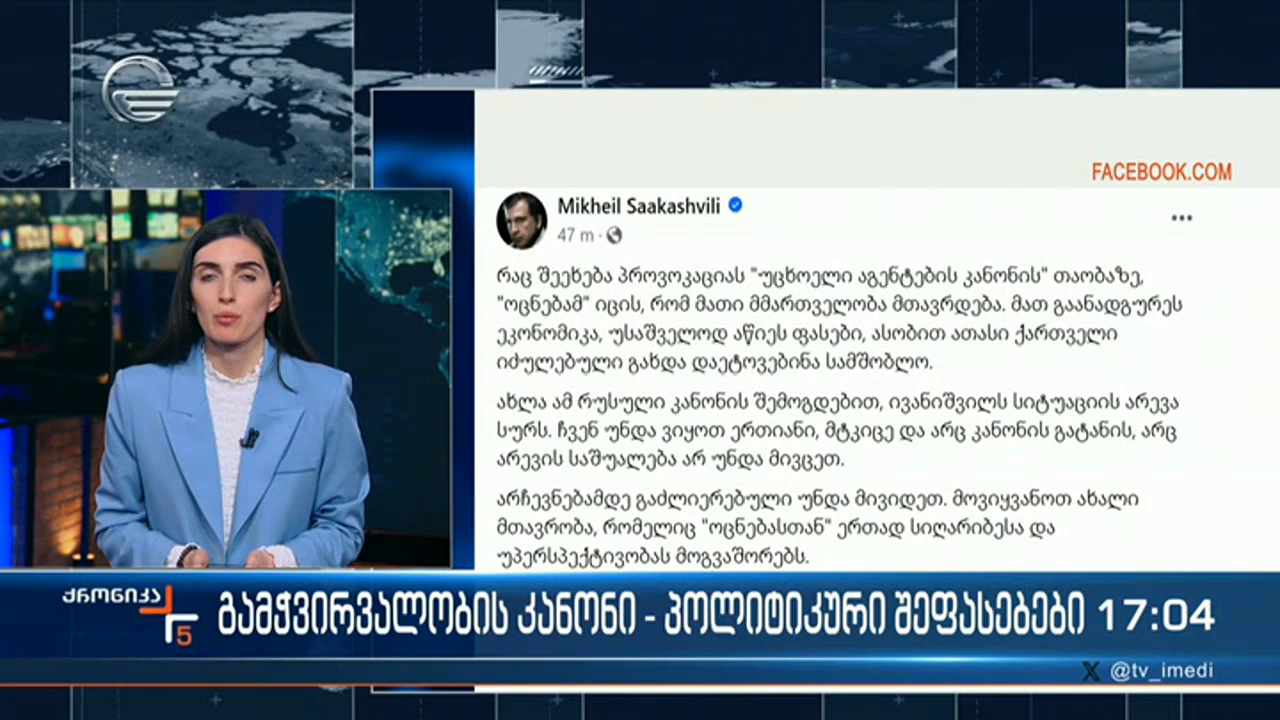 FACEBOOK.COM
Mikheil Saakashvili
47 m ·
რაც შეეხება პროვოკაციას "უცხოელი აგენტების კანონის" თაობაზე,
"ოცნებამ" იცის, რომ მათი მმართველობა მთავრდება. მათ გაანადგურეს
ეკონომიკა, უსაშველოდ აწიეს ფასები, ასობით ათასი ქართველი
იძულებული გახდა დაეტოვებინა სამშობლო.
ახლა ამ რუსული კანონის შემოგდებით, ივანიშვილს სიტუაციის არევა
სურს. ჩვენ უნდა ვიყოთ ერთიანი, მტკიცე და არც კანონის გატანის, არც
არევის საშუალება არ უნდა მივცეთ.
არჩევნებამდე გაძლიერებული უნდა მივიდეთ. მოვიყვანოთ ახალი
მთავრობა, რომელიც "ოცნებასთან" ერთად სიღარიბესა და
უპერსპექტივობას მოგვაშორებს.
ქრონიკა
5
გამჭვირვალობის კანონი - პოლიტიკური შეფასებები 17:04
X @tv_imedi